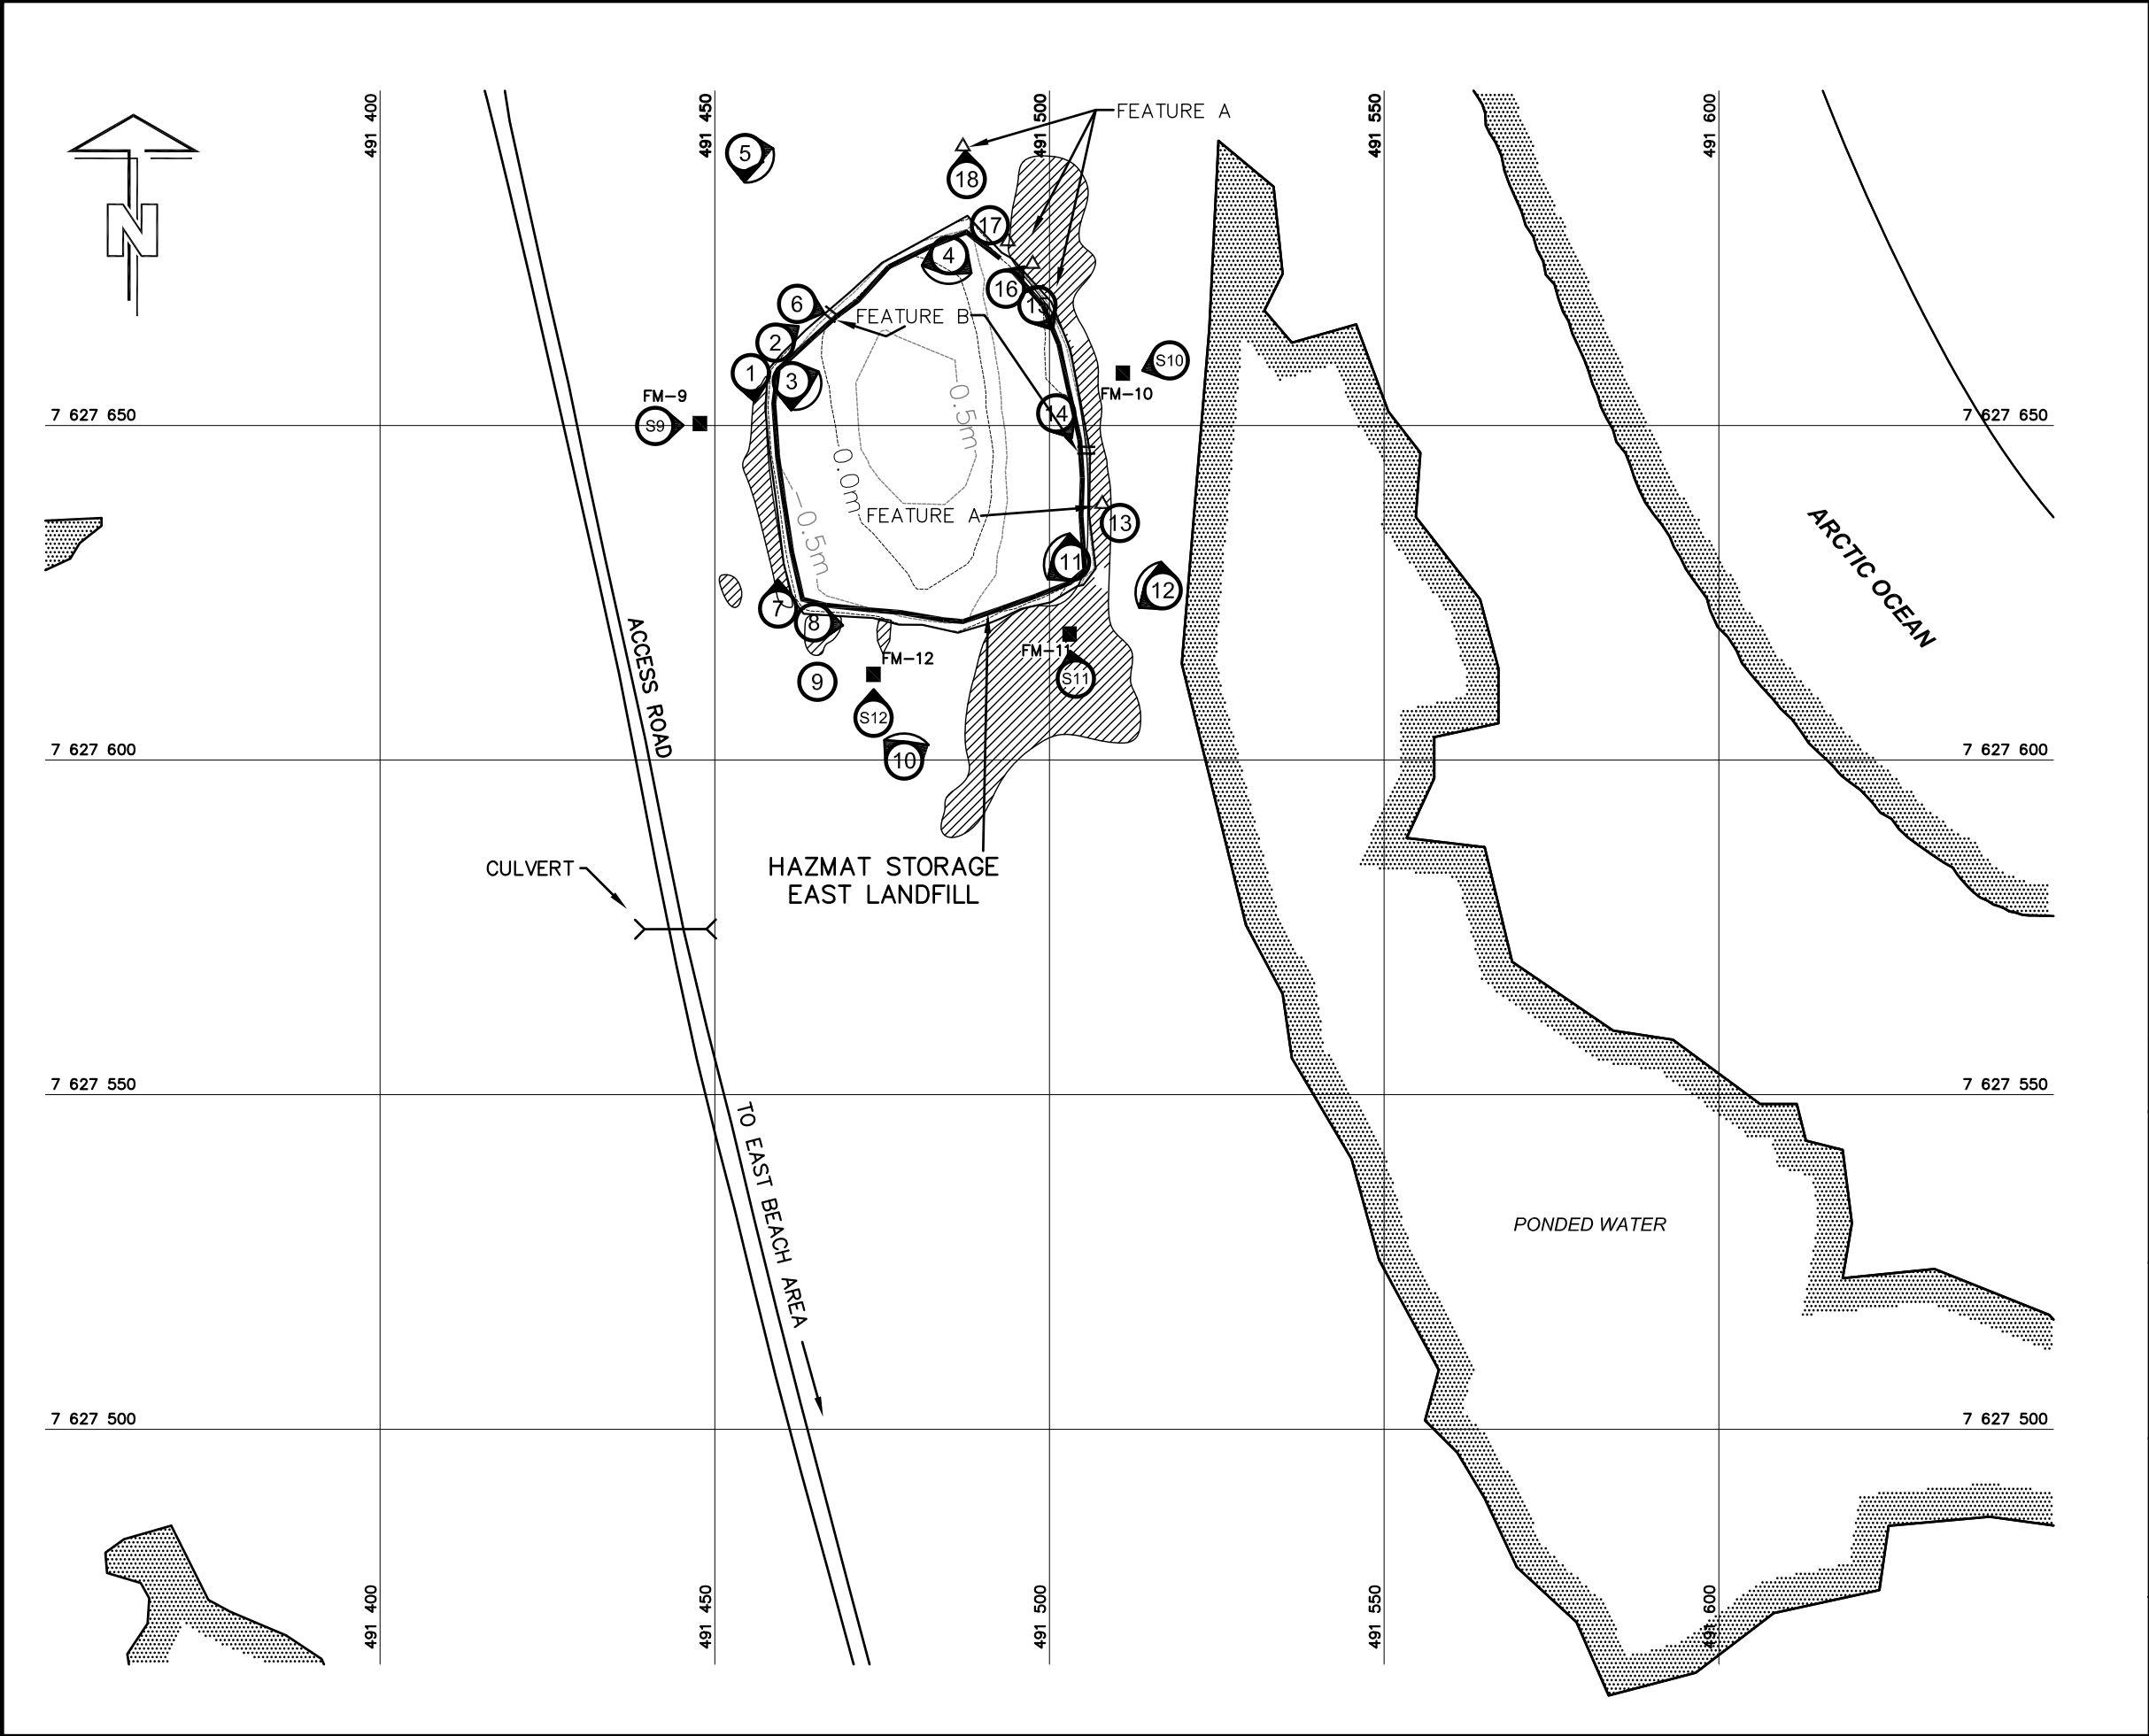 491 400
491 450
491 500
491 550
491 600
FEATURE A
N
5
18
17
4
16
15
6
FEATURE B
2
1
3
S10
FM-9
FM-10
S9
14
7 627 650
7 627 650
0.5m
0.0m
-0.5m
FEATURE A
13
11
12
7
8
FM-11
FM-12
9
S11
S12
10
ACCESS ROAD
ARCTIC OCEAN
7 627 600
7 627 600
CULVERT
HAZMAT STORAGE
EAST LANDFILL
7 627 550
7 627 550
TO EAST BEACH AREA
PONDED WATER
7 627 500
7 627 500
491 400
491 450
491 500
491 550
491 600